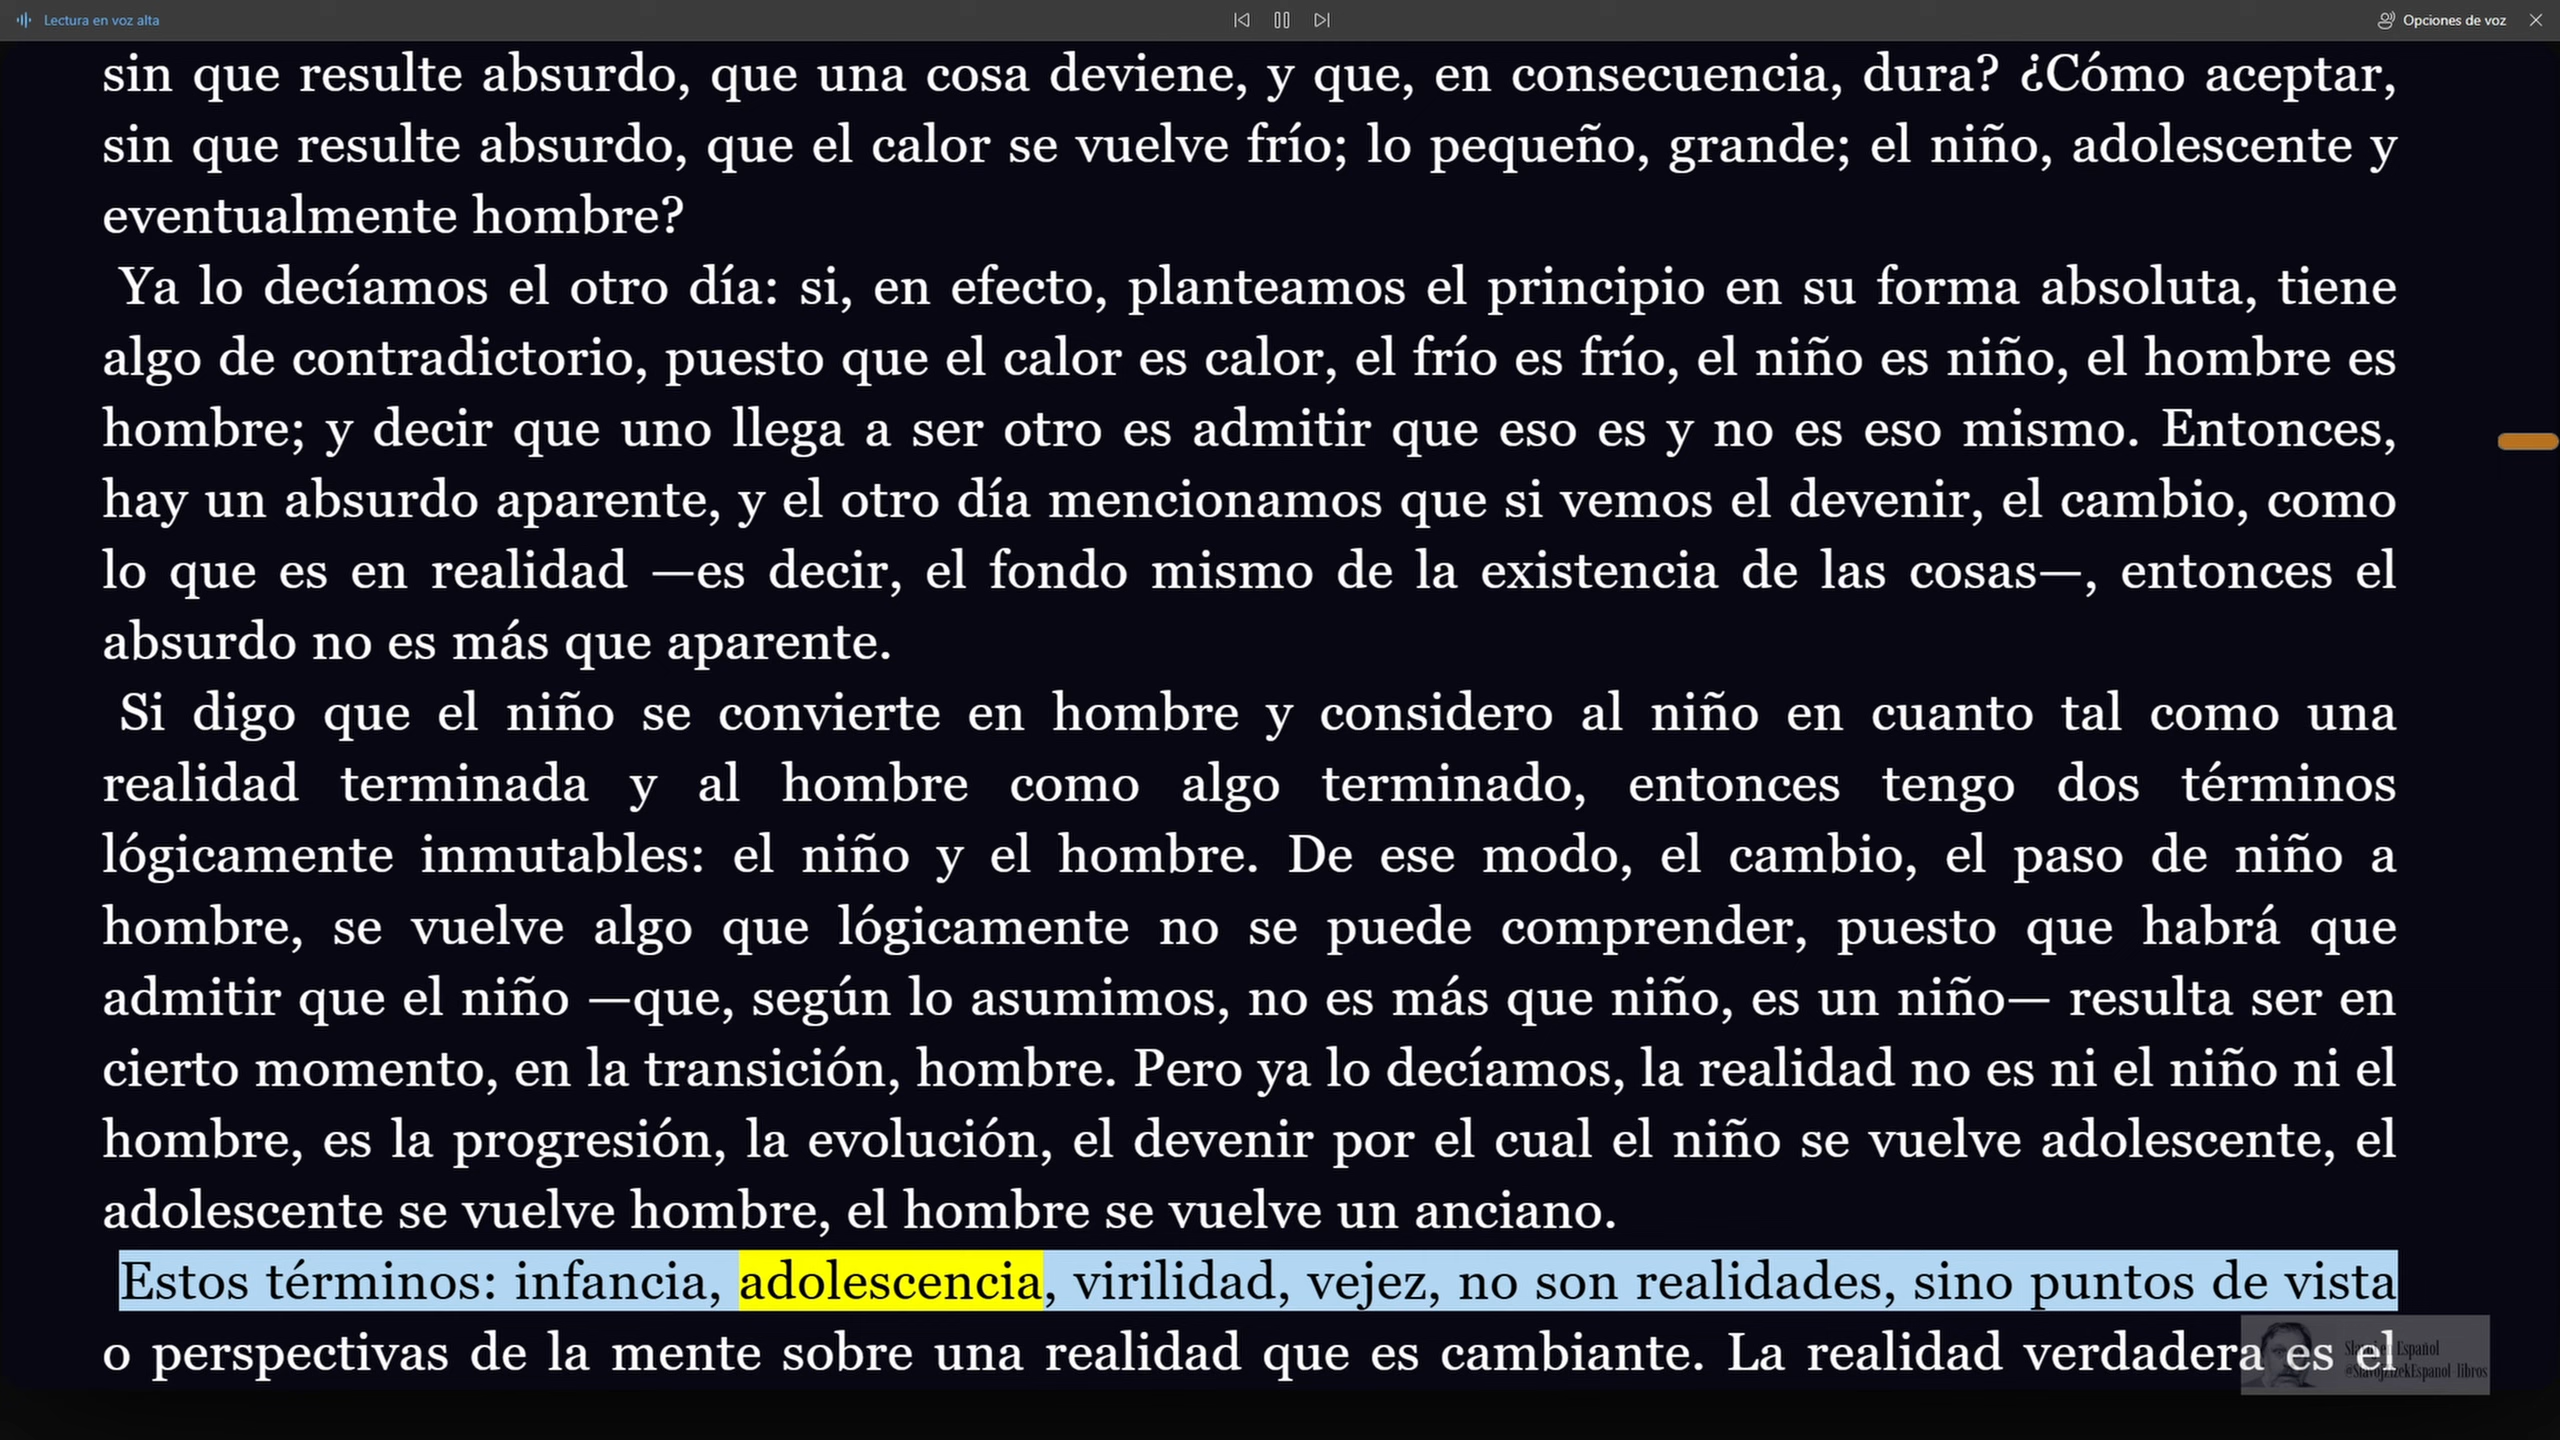 Lectura en voz alta
Opciones de voz
sin que resulte absurdo, que una cosa deviene, y que, en consecuencia, dura? ¿Cómo aceptar,
sin que resulte absurdo, que el calor se vuelve frío; lo pequeño, grande; el niño, adolescente y
eventualmente hombre?
Ya lo decíamos el otro día: si, en efecto, planteamos el principio en su forma absoluta, tiene
algo de contradictorio, puesto que el calor es calor, el frío es frío, el niño es niño, el hombre es
hombre; y decir que uno llega a ser otro es admitir que eso es y no es eso mismo. Entonces,
hay un absurdo aparente, y el otro día mencionamos que si vemos el devenir, el cambio, como
lo que es en realidad —es decir, el fondo mismo de la existencia de las cosas—, entonces el
absurdo no es más que aparente.
Si digo que el niño se convierte en hombre y considero al niño en cuanto tal como una
realidad terminada y al hombre como algo terminado, entonces tengo dos términos
lógicamente inmutables: el niño y el hombre. De ese modo, el cambio, el paso de niño a
hombre, se vuelve algo que lógicamente no se puede comprender, puesto que habrá que
admitir que el niño —que, según lo asumimos, no es más que niño, es un niño— resulta ser en
cierto momento, en la transición, hombre. Pero ya lo decíamos, la realidad no es ni el niño ni el
hombre, es la progresión, la evolución, el devenir por el cual el niño se vuelve adolescente, el
adolescente se vuelve hombre, el hombre se vuelve un anciano.
Estos términos: infancia, adolescencia, virilidad, vejez, no son realidades, sino puntos de vista
o perspectivas de la mente sobre una realidad que es cambiante. La realidad verdadera es el
Español
@SlavojZizekEspanol-libros